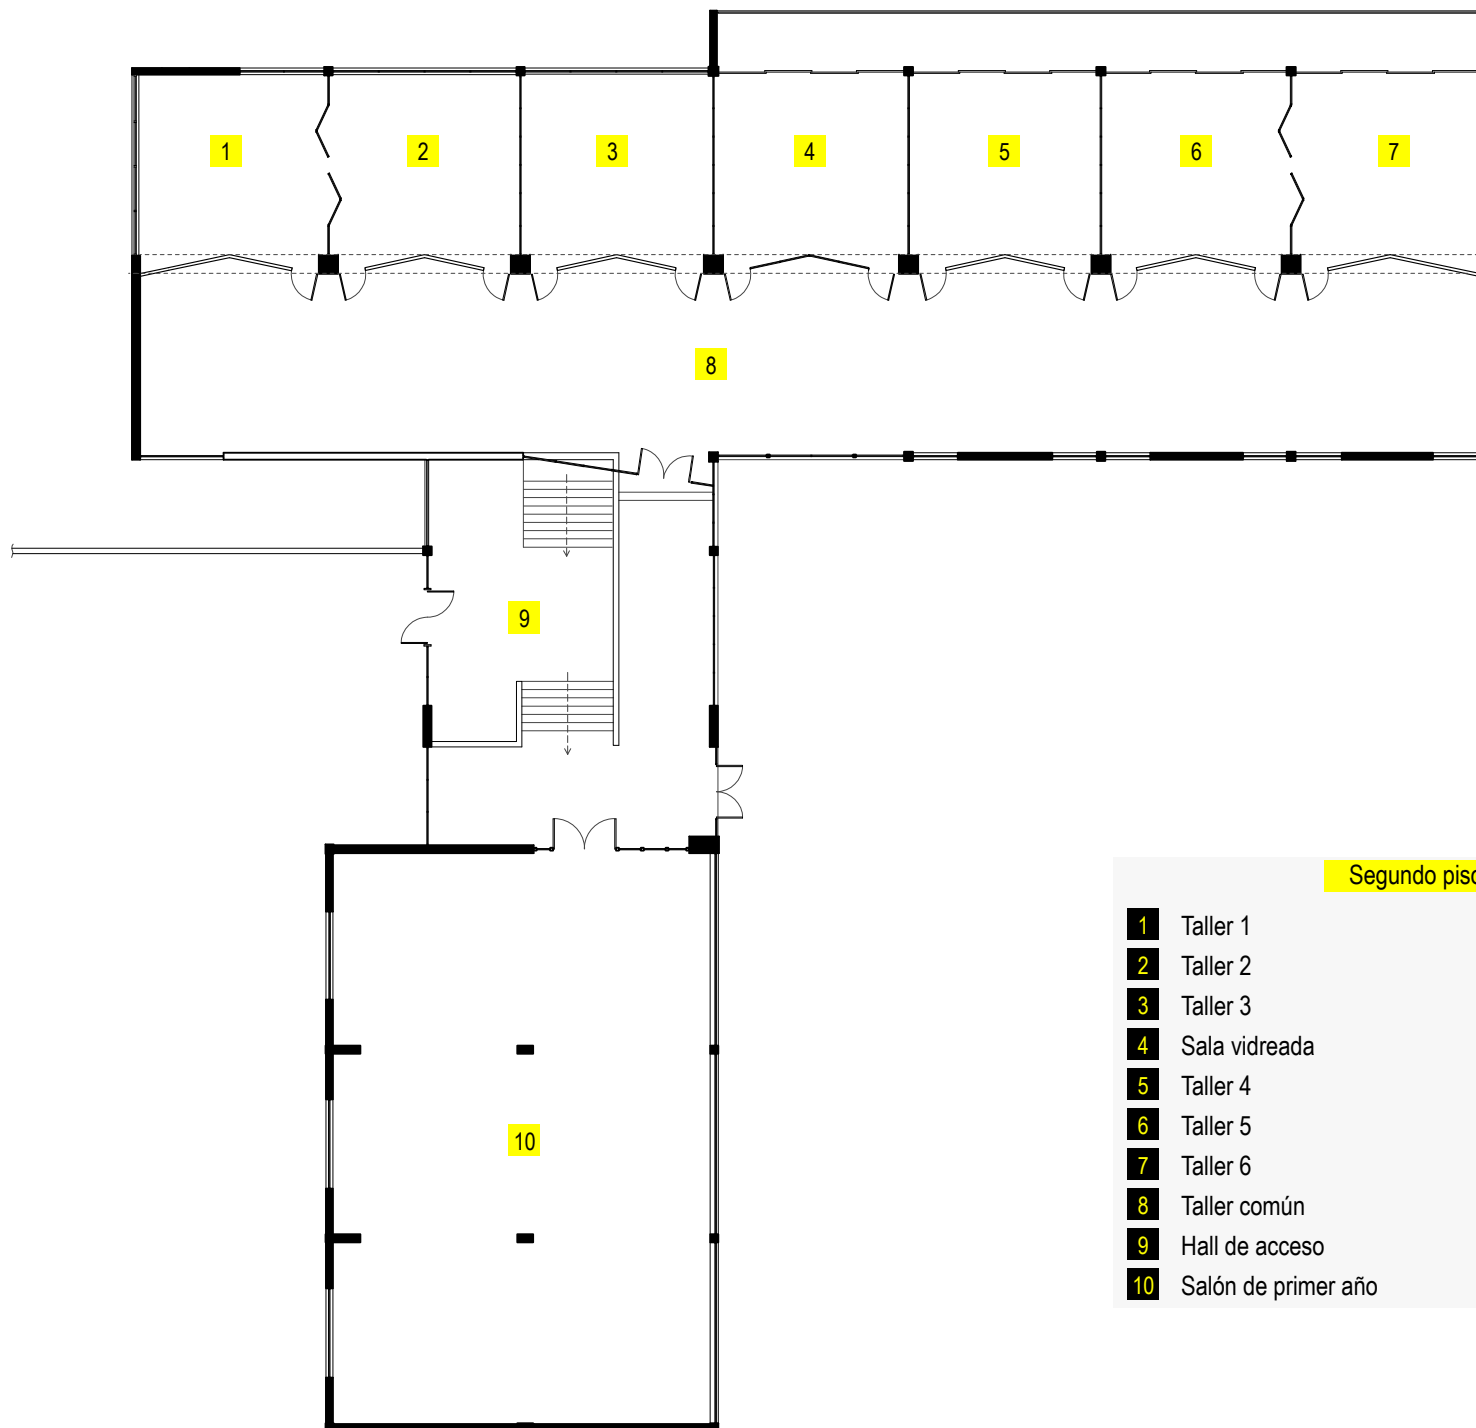 1 2 3 4 5 6 7
8
9
10
Segundo piso
1 Taller 1
2 Taller 2
3 Taller 3
4 Sala vidreada
5 Taller 4
6 Taller 5
7 Taller 6
8 Taller común
9 Hall de acceso
10 Salón de primer año